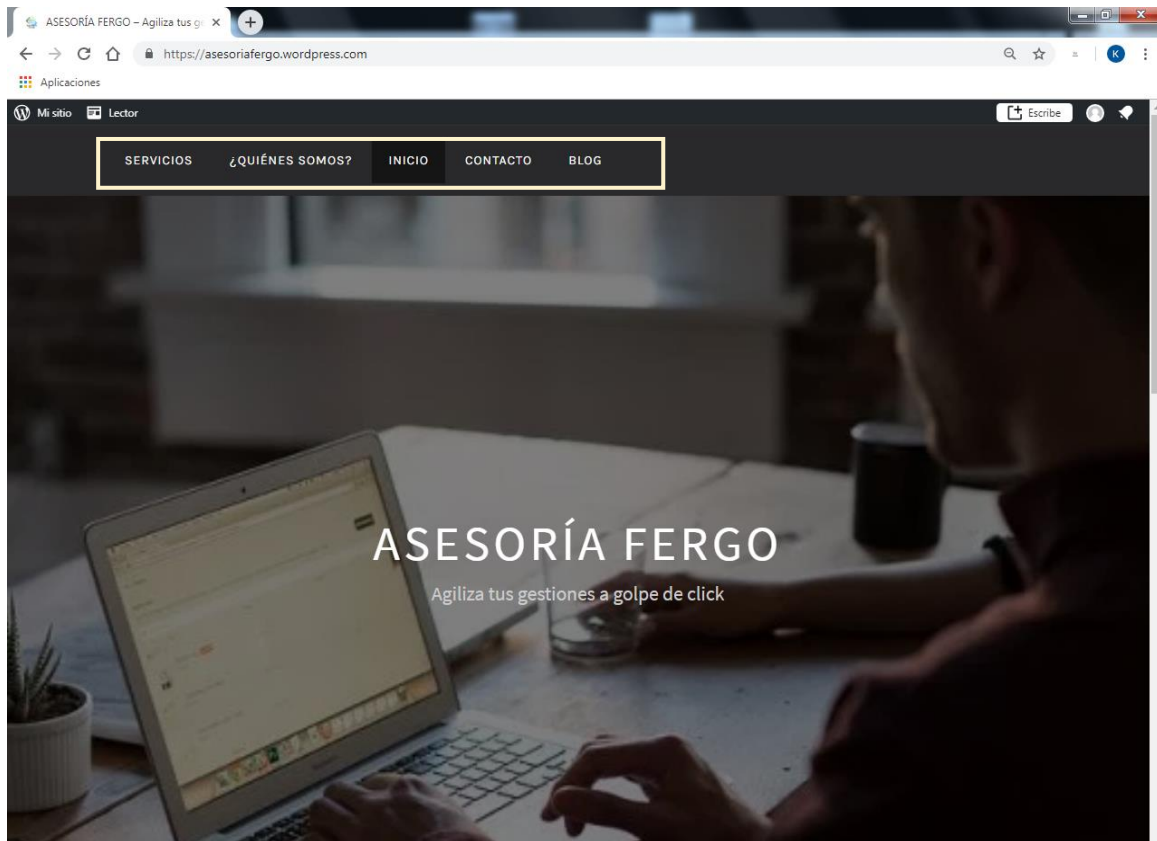 ASESORÍA FERGO – Agiliza tus g
https://asesoriafergo.wordpress.com
K
Aplicaciones
Mi sitio Lector Escribe
SERVICIOS ¿QUIÉNES SOMOS? INICIO CONTACTO BLOG
ASESORÍA FERGO
Agiliza tus gestiones a golpe de click